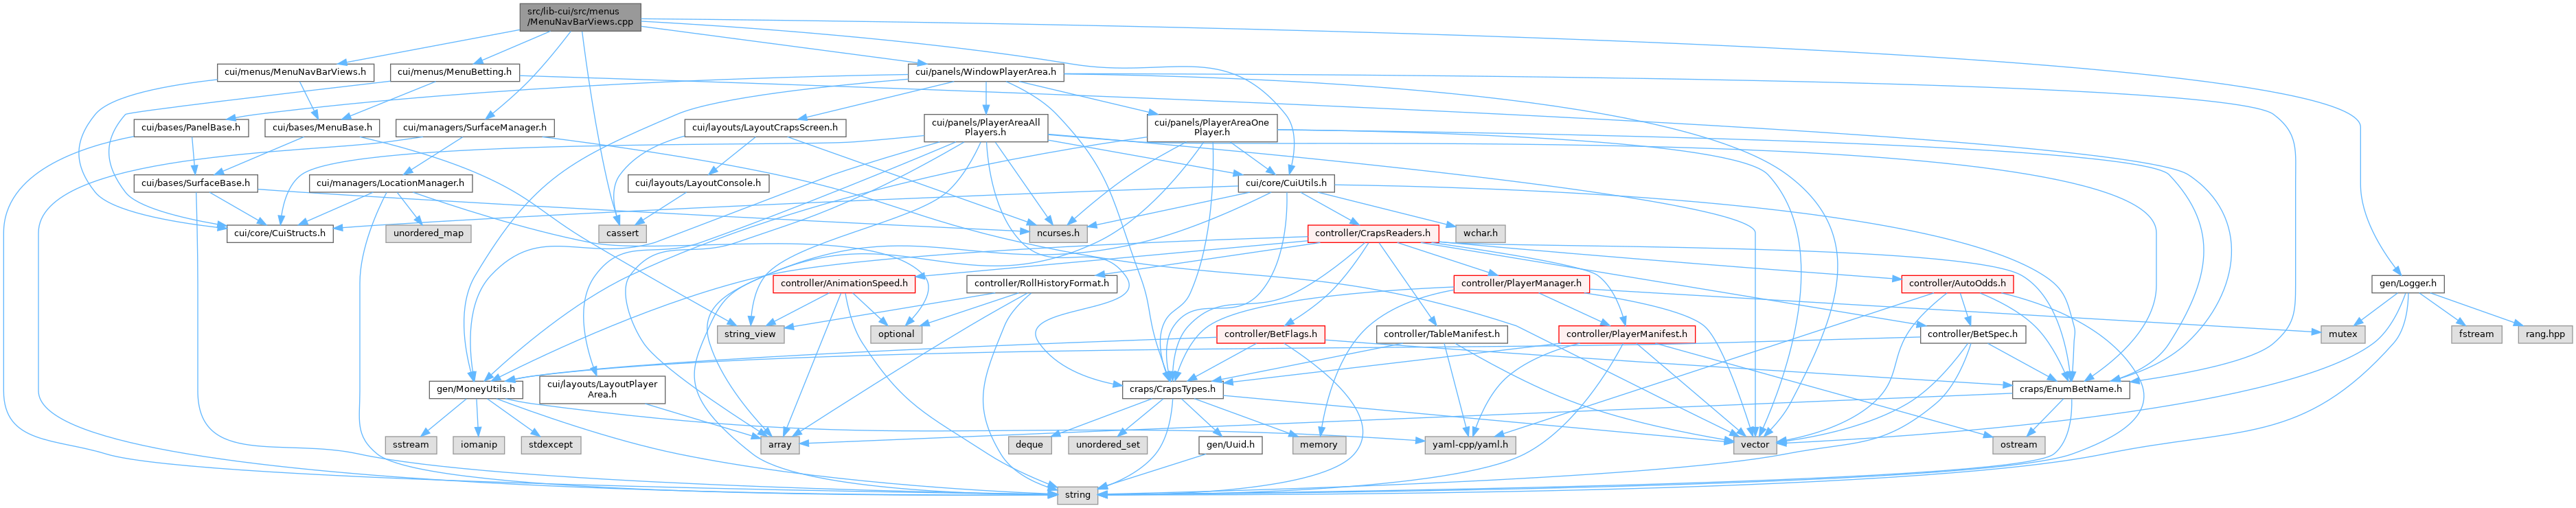 src/lib-cui/src/menus
/MenuNavBarViews.cpp
cui/menus/MenuNavBarViews.h
cui/menus/MenuBetting.h
cui/panels/WindowPlayerArea.h
cui/bases/PanelBase.h
cui/bases/MenuBase.h
cui/managers/SurfaceManager.h
cui/layouts/LayoutCrapsScreen.h
cui/panels/PlayerAreaAll
Players.h
cui/panels/PlayerAreaOne
Player.h
cui/bases/SurfaceBase.h
cui/managers/LocationManager.h
cui/layouts/LayoutConsole.h
cui/core/CuiUtils.h
cui/core/CuiStructs.h
unordered_map
cassert
ncurses.h
controller/CrapsReaders.h
wchar.h
controller/AnimationSpeed.h
controller/RollHistoryFormat.h
controller/PlayerManager.h
controller/AutoOdds.h
gen/Logger.h
string_view
optional
controller/BetFlags.h
controller/TableManifest.h
controller/PlayerManifest.h
controller/BetSpec.h
mutex
fstream
rang.hpp
gen/MoneyUtils.h
cui/layouts/LayoutPlayer
Area.h
craps/CrapsTypes.h
craps/EnumBetName.h
sstream
iomanip
stdexcept
array
deque
unordered_set
gen/Uuid.h
memory
yaml-cpp/yaml.h
vector
ostream
string